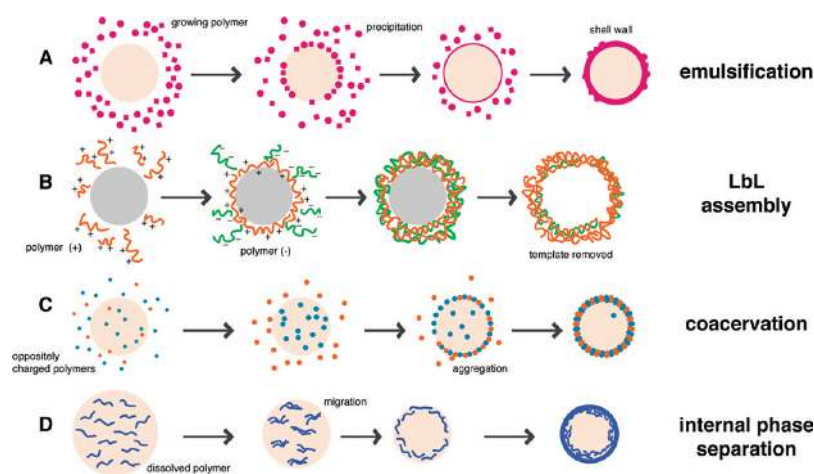 growing polymer
precipitation
shell wall
A
emulsification
B
LbL
assembly
polymer (+)
polymer (-)
template removed
C
coacervation
oppositely
charged polymers
aggregation
D
migration
internal phase
separation
dissolved polymer